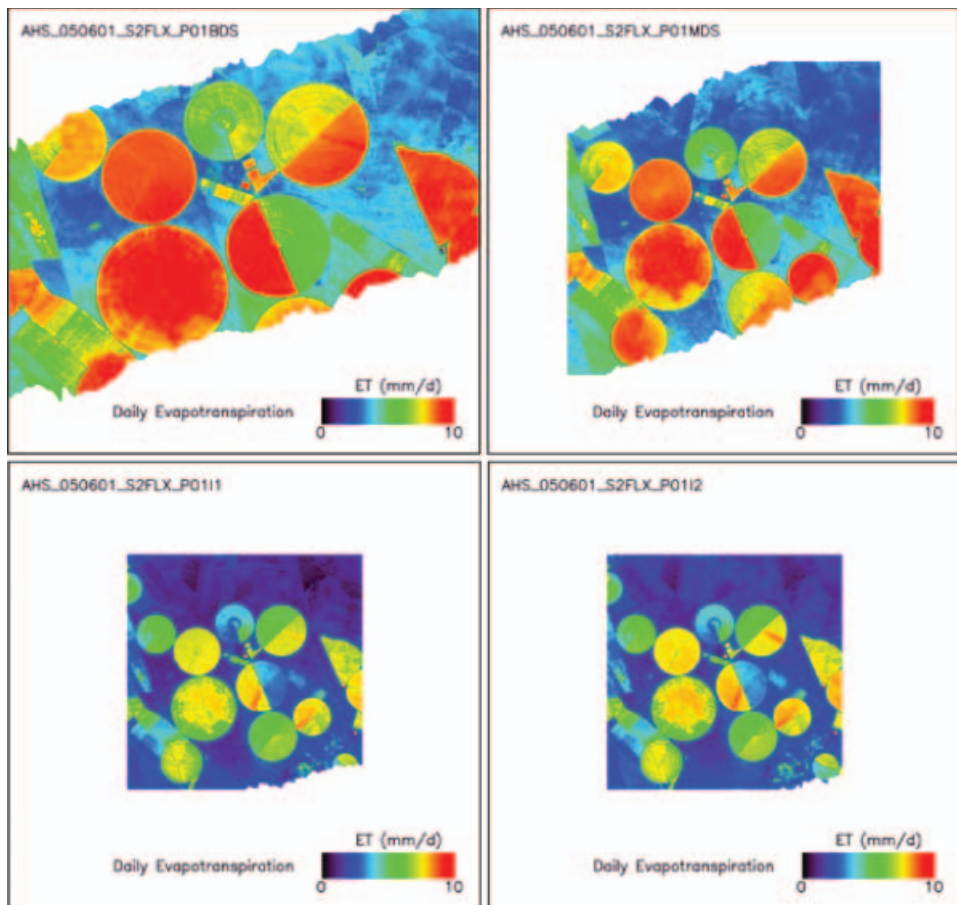 AHS_050601_S2FLX_P01BDS
ET (mm/d)
Daily Evapotranspiration
0 10
AHS_050601_S2FLX_P01MDS
ET (mm/d)
Daily Evapotranspiration
0 10
AHS_050601_S2FLX_P01I1
ET (mm/d)
Daily Evapotranspiration
0 10
AHS_050601_S2FLX_P01I2
ET (mm/d)
Daily Evapotranspiration
0 10